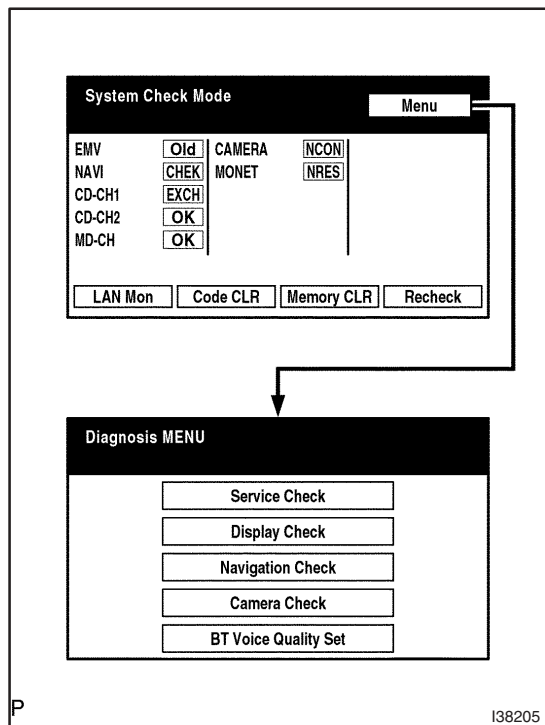 System Check Mode
Menu
EMV Old CAMERA NCON
NAVI CHEK MONET NRES
CD-CH1 EXCH
CD-CH2 OK
MD-CH OK
LAN Mon Code CLR Memory CLR Recheck
Diagnosis MENU
Service Check
Display Check
Navigation Check
Camera Check
BT Voice Quality Set
P
I38205